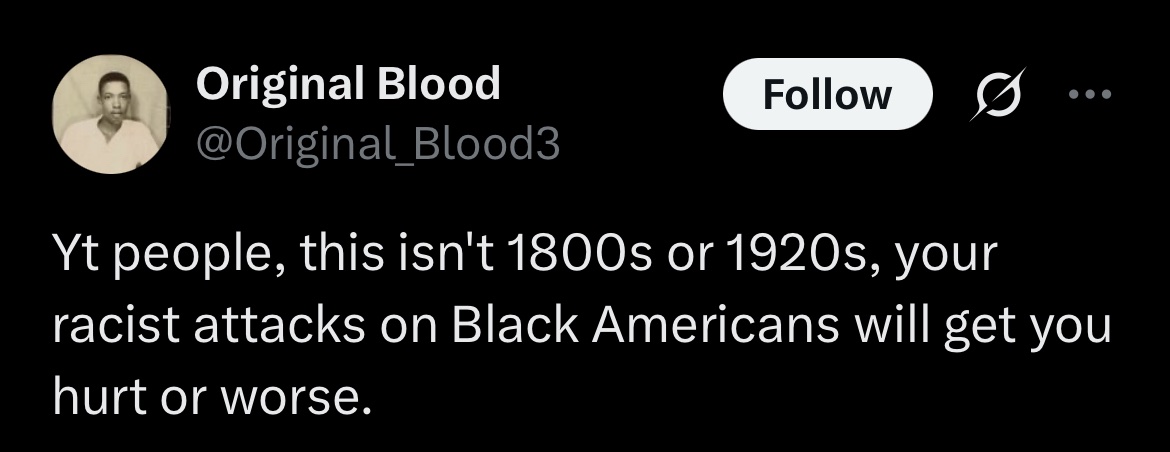 Original Blood
@Original_Blood3
Follow
Yt people, this isn't 1800s or 1920s, your
racist attacks on Black Americans will get you
hurt or worse.